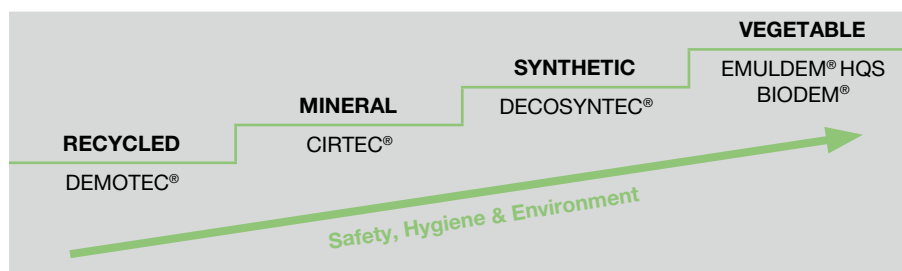 VEGETABLE
EMULDEM® HQS
BIODEM®
SYNTHETIC
DECOSYNTEC®
MINERAL
CIRTEC®
RECYCLED
DEMOTEC®
Safety, Hygiene & Environment